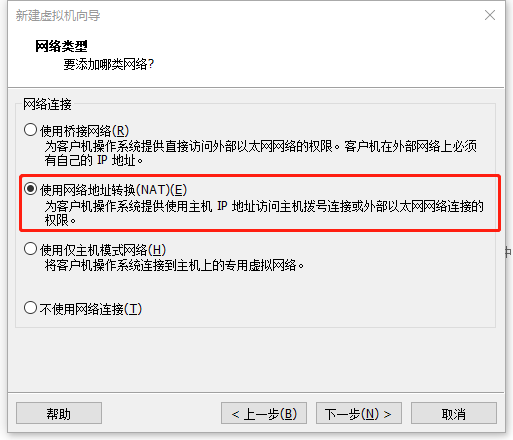 新建虚拟机向导
网络类型
要添加哪类网络?
网络连接
使用桥接网络(R)
为客户机操作系统提供直接访问外部以太网网络的权限。客户机在外部网络上必须
有自己的 IP 地址。
使用网络地址转换(NAT)(E)
为客户机操作系统提供使用主机 IP 地址访问主机拨号连接或外部以太网网络连接的
权限。
使用仅主机模式网络(H)
将客户机操作系统连接到主机上的专用虚拟网络。
不使用网络连接(T)
帮助
< 上一步(B)
下一步(N) >
取消